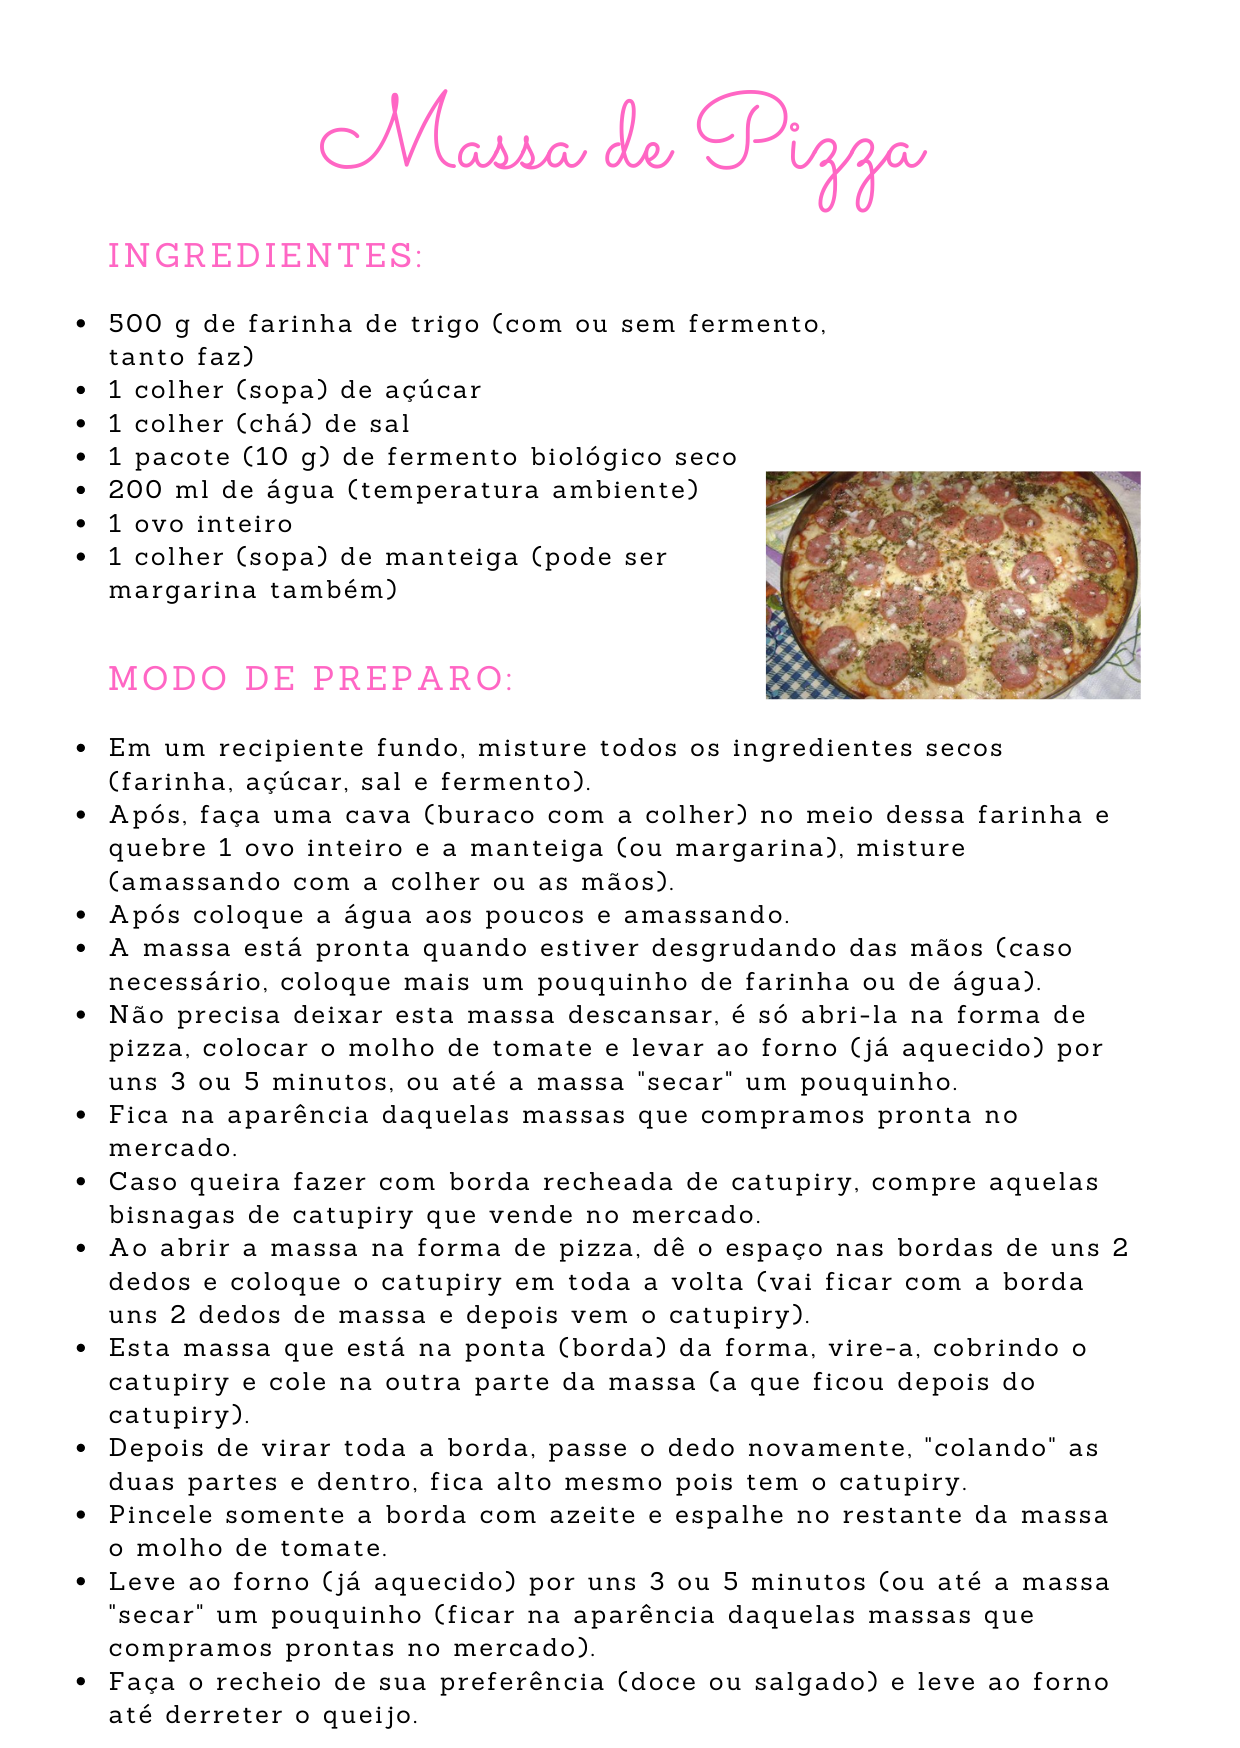 Massa de Pizza
INGREDIENTES:
• 500 g de farinha de trigo (com ou sem fermento,
tanto faz)
• 1 colher (sopa) de açúcar
• 1 colher (chá) de sal
• 1 pacote (10 g) de fermento biológico seco
• 200 ml de água (temperatura ambiente)
• 1 ovo inteiro
• 1 colher (sopa) de manteiga (pode ser
margarina também)
MODO DE PREPARO:
• Em um recipiente fundo, misture todos os ingredientes secos
(farinha, açúcar, sal e fermento).
• Após, faça uma cava (buraco com a colher) no meio dessa farinha e
quebre 1 ovo inteiro e a manteiga (ou margarina), misture
(amassando com a colher ou as mãos).
• Após coloque a água aos poucos e amassando.
• A massa está pronta quando estiver desgrudando das mãos (caso
necessário, coloque mais um pouquinho de farinha ou de água).
• Não precisa deixar esta massa descansar, é só abri-la na forma de
pizza, colocar o molho de tomate e levar ao forno (já aquecido) por
uns 3 ou 5 minutos, ou até a massa "secar" um pouquinho.
• Fica na aparência daquelas massas que compramos pronta no
mercado.
• Caso queira fazer com borda recheada de catupiry, compre aquelas
bisnagas de catupiry que vende no mercado.
• Ao abrir a massa na forma de pizza, dê o espaço nas bordas de uns 2
dedos e coloque o catupiry em toda a volta (vai ficar com a borda
uns 2 dedos de massa e depois vem o catupiry).
• Esta massa que está na ponta (borda) da forma, vire-a, cobrindo o
catupiry e cole na outra parte da massa (a que ficou depois do
catupiry).
• Depois de virar toda a borda, passe o dedo novamente, "colando" as
duas partes e dentro, fica alto mesmo pois tem o catupiry.
• Pincele somente a borda com azeite e espalhe no restante da massa
o molho de tomate.
• Leve ao forno (já aquecido) por uns 3 ou 5 minutos (ou até a massa
"secar" um pouquinho (ficar na aparência daquelas massas que
compramos prontas no mercado).
• Faça o recheio de sua preferência (doce ou salgado) e leve ao forno
até derreter o queijo.